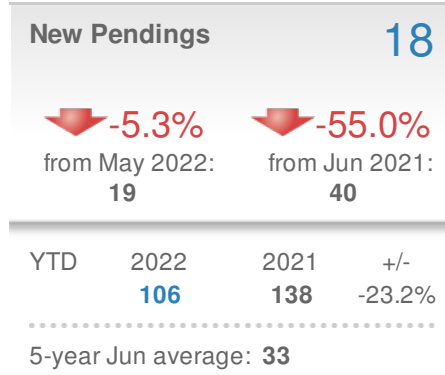 New Pendings 18
-5.3% -55.0%
from May 2022: from Jun 2021:
19 40
YTD 2022 2021 +/-
106 138 -23.2%
5-year Jun average: 33